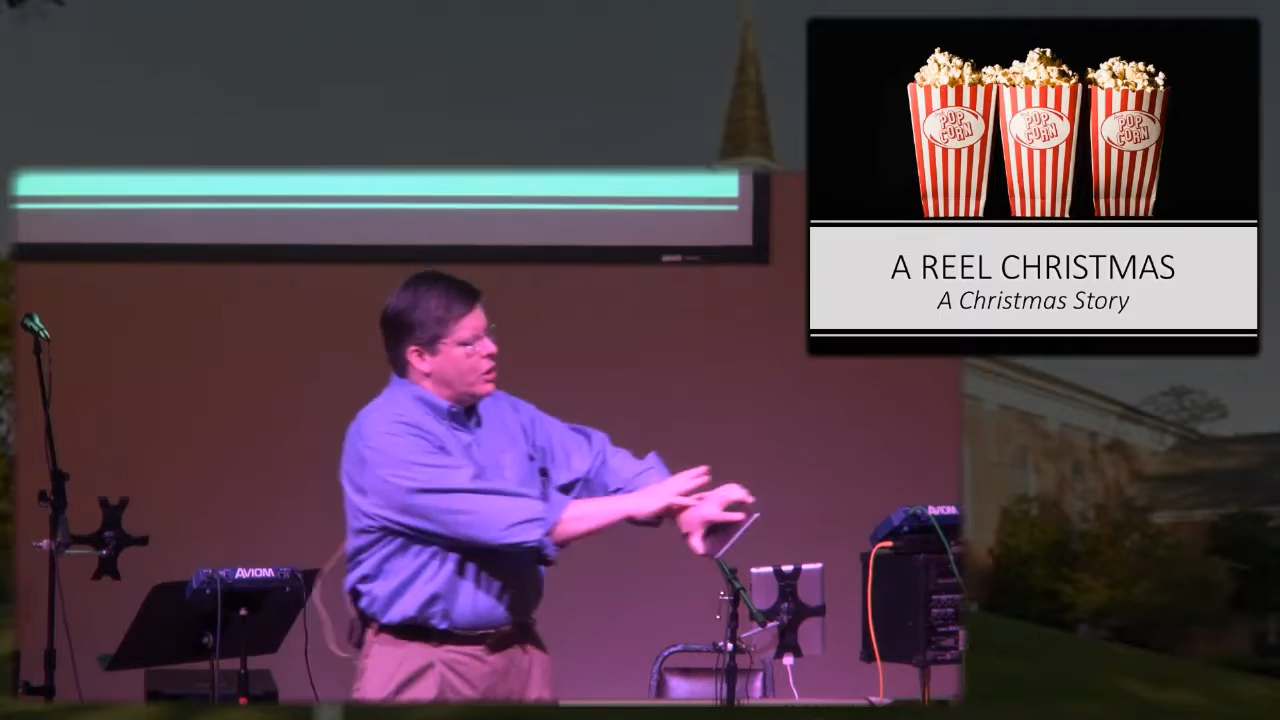 POP
CORN
POP
CORN
POP
CORN
A REEL CHRISTMAS
A Christmas Story
AVIOM
AVIOM